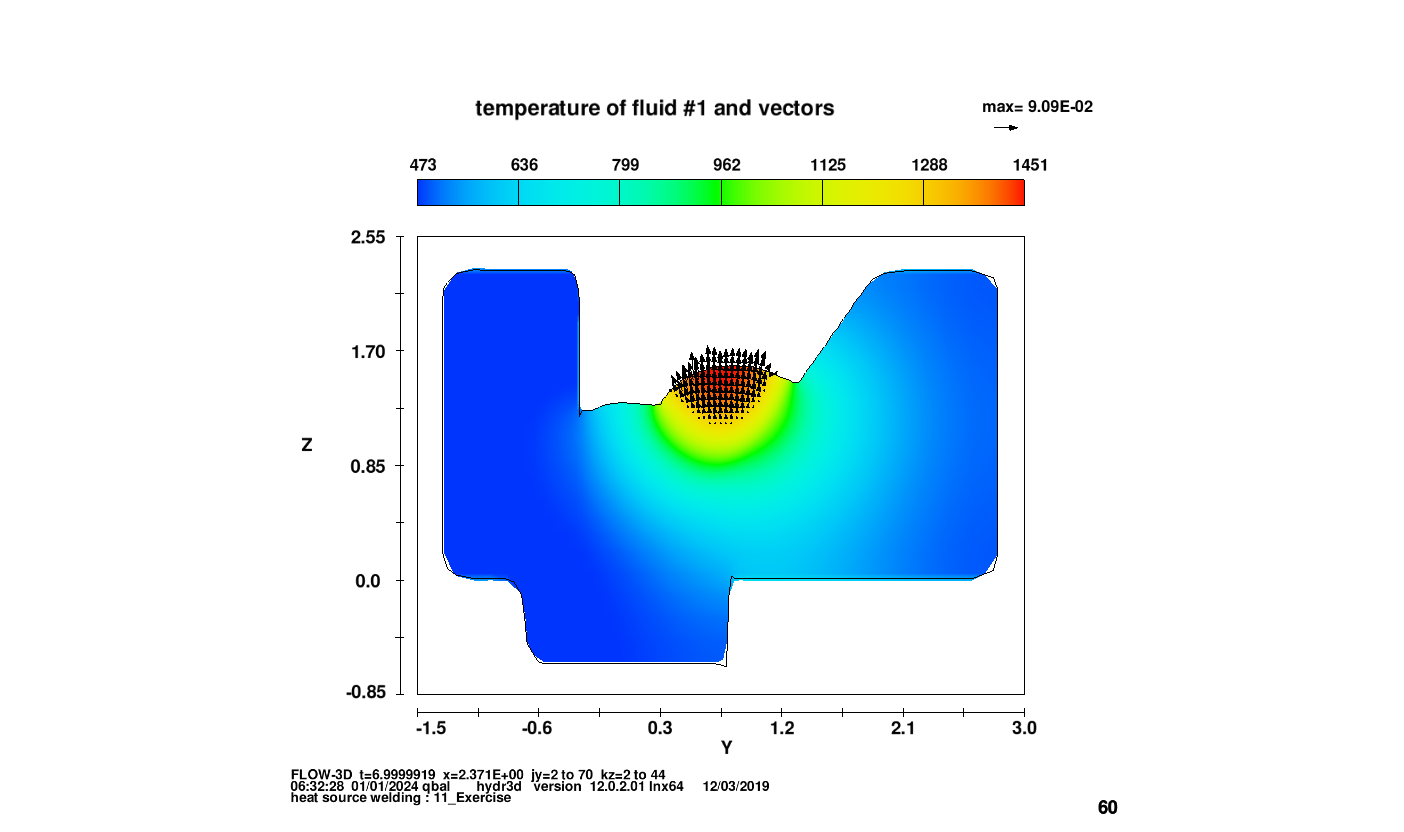 temperature of fluid #1 and vectors
max= 9.09E-02
473 636 799 962 1125 1288 1451
2.55
1.70
Z
0.85
0.0
-0.85
-1.5 -0.6 0.3 1.2 2.1 3.0
Y
FLOW-3D t=6.9999919 x=2.371E+00 jy=2 to 70 kz=2 to 44
06:32:28 01/01/2024 qbal hydr3d version 12.0.2.01 lnx64 12/03/2019
heat source welding : 11_Exercise
60